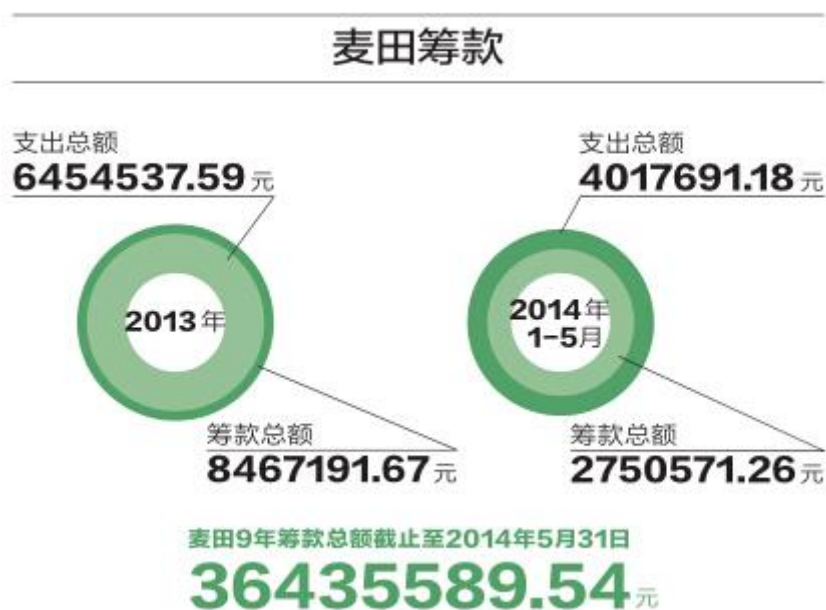 麦田筹款
支出总额
6454537.59元
支出总额
4017691.18元
2013年
2014年
1-5月
筹款总额
8467191.67元
筹款总额
2750571.26元
麦田9年筹款总额截止至2014年5月31日
36435589.54元